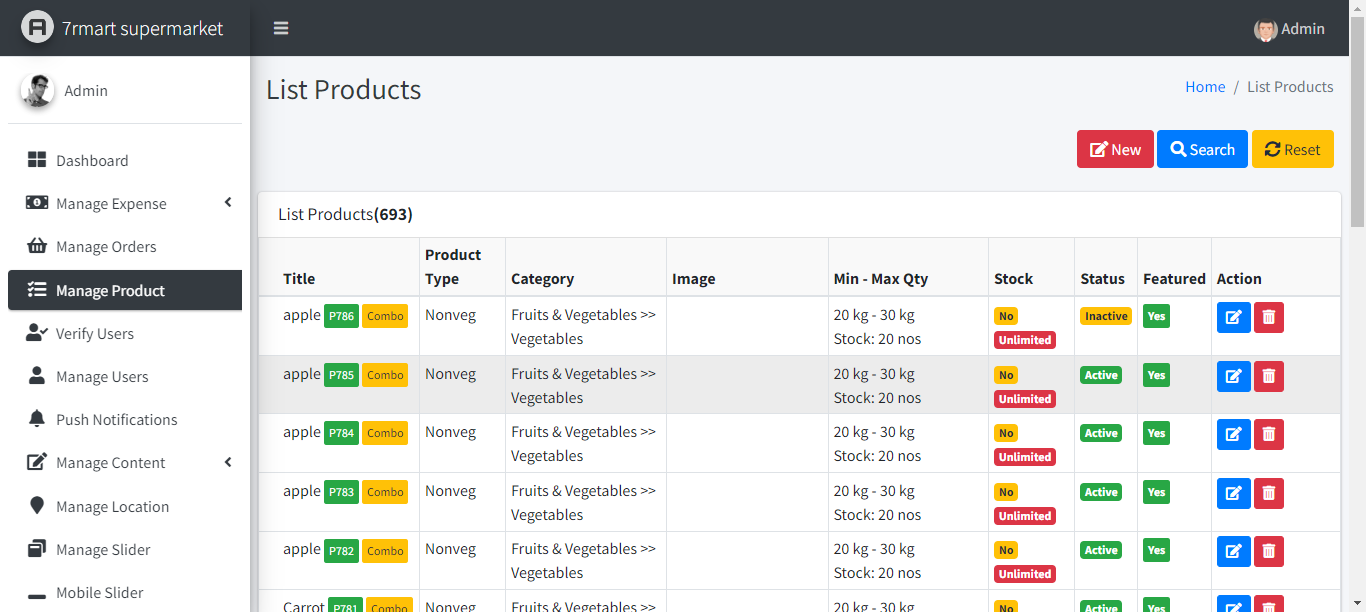 7rmart supermarket
Admin
Admin
Dashboard
Manage Expense
Manage Orders
Manage Product
Verify Users
Manage Users
Push Notifications
Manage Content
Manage Location
Manage Slider
Mobile Slider
List Products
Home / List Products
New Search Reset
List Products(693)
Title Product Type Category Image Min - Max Qty Stock Status Featured Action
apple P786 Combo Nonveg Fruits & Vegetables >> 20 kg - 30 kg No Inactive Yes
Vegetables Stock: 20 nos Unlimited
apple P785 Combo Nonveg Fruits & Vegetables >> 20 kg - 30 kg No Active Yes
Vegetables Stock: 20 nos Unlimited
apple P784 Combo Nonveg Fruits & Vegetables >> 20 kg - 30 kg No Active Yes
Vegetables Stock: 20 nos Unlimited
apple P783 Combo Nonveg Fruits & Vegetables >> 20 kg - 30 kg No Active Yes
Vegetables Stock: 20 nos Unlimited
apple P782 Combo Nonveg Fruits & Vegetables >> 20 kg - 30 kg No Active Yes
Vegetables Stock: 20 nos Unlimited
Carrot P781 Combo Nonveg Fruits & Vegetables >> 20 kg - 30 kg No Active Yes